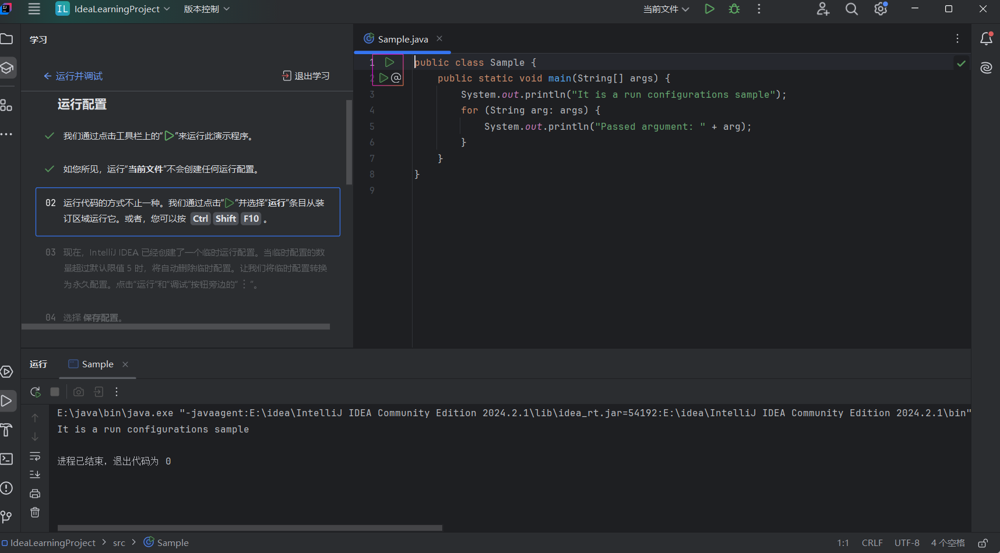 IL IdeaLearningProject 版本控制 当前文件
学习
Sample.java
← 运行并调试 退出学习
运行配置
我们通过点击工具栏上的“▷”来运行此演示程序。
如您所见，运行“当前文件”不会创建任何运行配置。
02 运行代码的方式不止一种。我们通过点击“▷”并选择“运行”条目从装
订区域运行它。或者，您可以按 Ctrl Shift F10 。
03 现在，IntelliJ IDEA 已经创建了一个临时运行配置。当临时配置的数
量超过默认限值 5 时，将自动删除临时配置。让我们将临时配置转换
为永久配置。点击“运行”和“调试”按钮旁边的“⋮”。
04 选择 保存配置。
1 public class Sample {
2 @ public static void main(String[] args) {
3 System.out.println("It is a run configurations sample");
4 for (String arg: args) {
5 System.out.println("Passed argument: " + arg);
6 }
7 }
8 }
9
运行 Sample
E:\java\bin\java.exe "-javaagent:E:\idea\IntelliJ IDEA Community Edition 2024.2.1\lib\idea_rt.jar=54192:E:\idea\IntelliJ IDEA Community Edition 2024.2.1\bin"
It is a run configurations sample
进程已结束，退出代码为 0
IdeaLearningProject > src > Sample 1:1 CRLF UTF-8 4 个空格